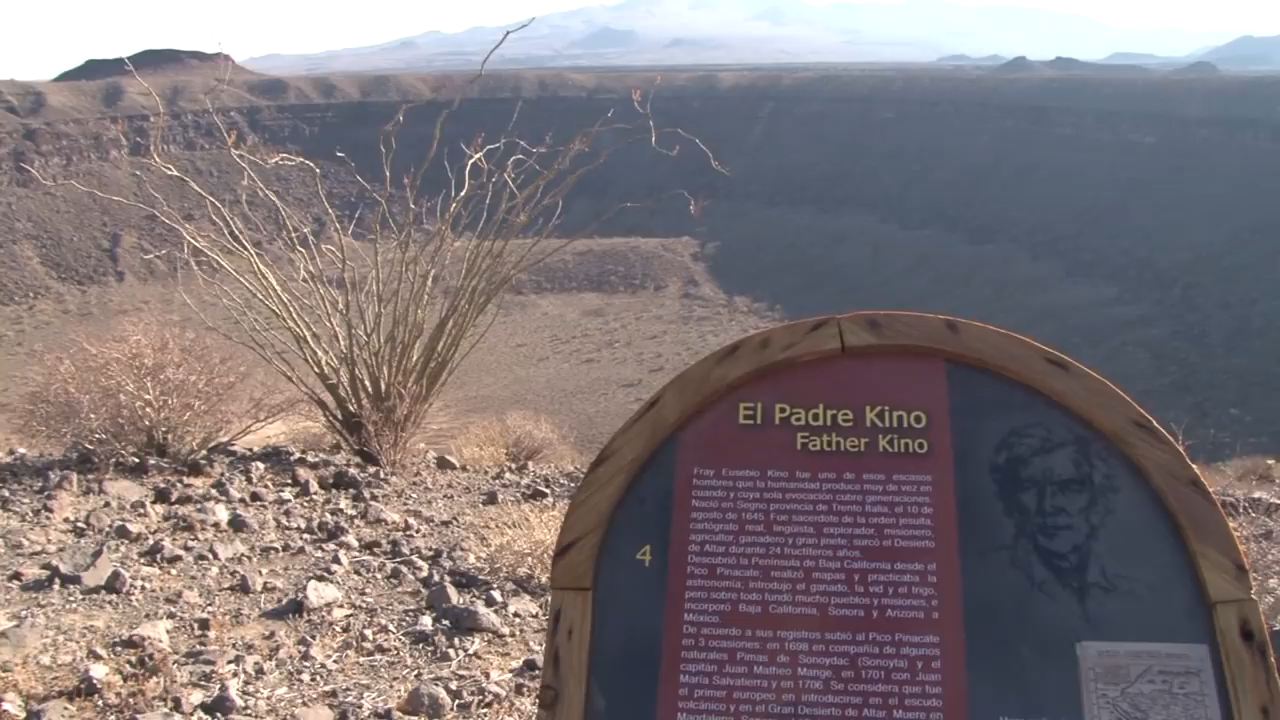 El Padre Kino
Father Kino
Fray Eusebio Kino fue uno de esos escasos
hombres que la humanidad produce muy de vez en
cuando y cuya sola evocación cubre generaciones.
Nació en Segno provincia de Trento Italia, el 10 de
agosto de 1645. Fue sacerdote de la orden jesuita,
cartógrafo real, lingüista, explorador, misionero,
agricultor, ganadero y gran jinete; surcó el Desierto
de Altar durante 24 fructíferos años.
Descubrió la Península de Baja California desde el
Pico Pinacate; realizó mapas y practicaba la
astronomía; introdujo el ganado, la vid y el trigo,
pero sobre todo fundó mucho pueblos y misiones, e
incorporó Baja California, Sonora y Arizona a
México.
De acuerdo a sus registros subió al Pico Pinacate
en 3 ocasiones: en 1698 en compañía de algunos
naturales Pimas de Sonoydac (Sonoyta) y el
capitán Juan Matheo Mange, en 1701 con Juan
María Salvatierra y en 1706. Se considera que fue
el primer europeo en introducirse en el escudo
volcánico y en el Gran Desierto de Altar. Muere en
4